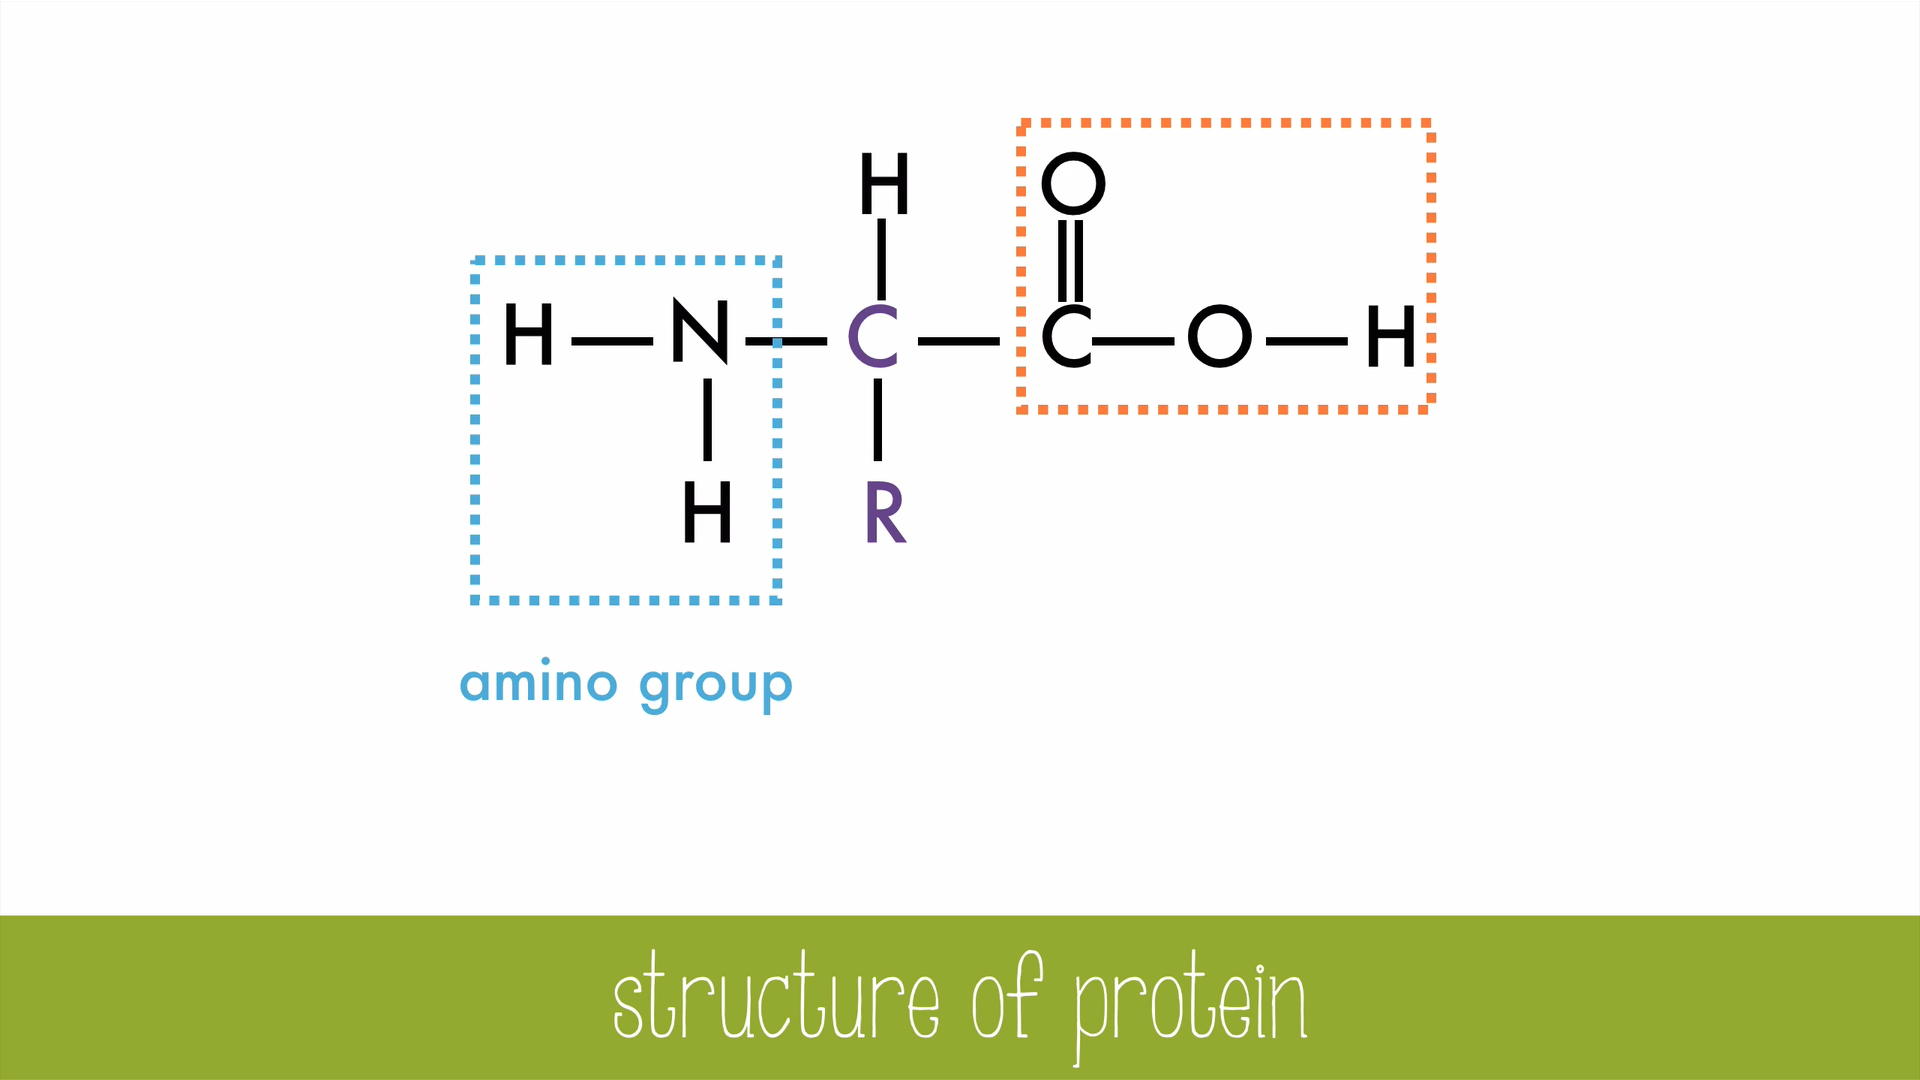 H O
H N C C O H
H R
amino group
structure of protein